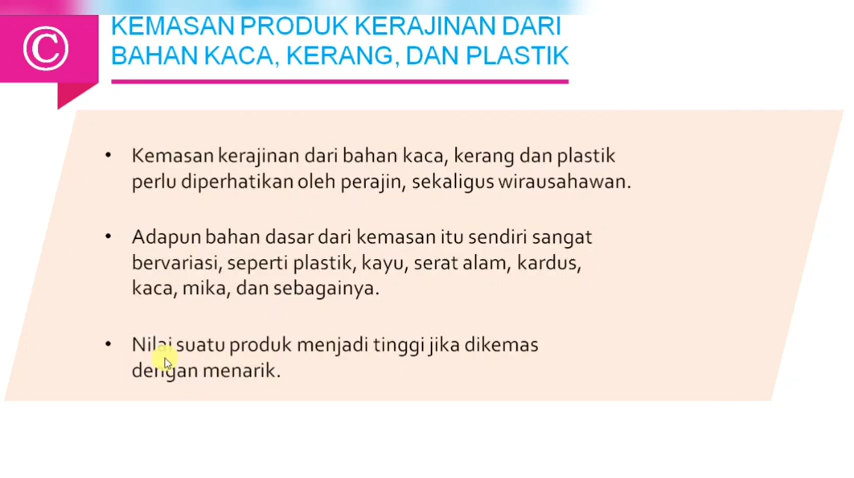 ©
KEMASAN PRODUK KERAJINAN DARI
BAHAN KACA, KERANG, DAN PLASTIK
• Kemasan kerajinan dari bahan kaca, kerang dan plastik
perlu diperhatikan oleh perajin, sekaligus wirausahawan.
• Adapun bahan dasar dari kemasan itu sendiri sangat
bervariasi, seperti plastik, kayu, serat alam, kardus,
kaca, mika, dan sebagainya.
• Nilai suatu produk menjadi tinggi jika dikemas
dengan menarik.